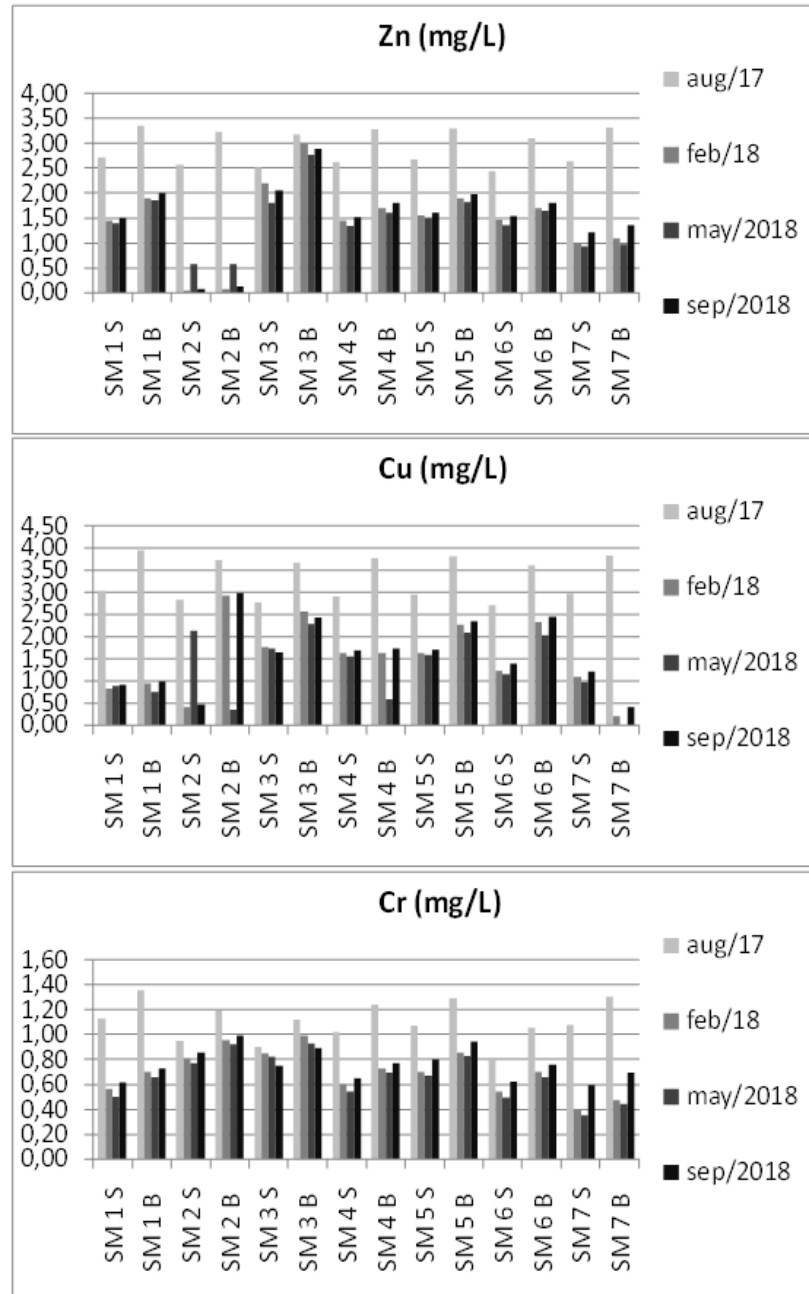 Zn (mg/L)
4,00
3,50
3,00
2,50
2,00
1,50
1,00
0,50
0,00
SM 1 S
SM 1 B
SM 2 S
SM 2 B
SM 3 S
SM 3 B
SM 4 S
SM 4 B
SM 5 S
SM 5 B
SM 6 S
SM 6 B
SM 7 S
SM 7 B
aug/17
feb/18
may/2018
sep/2018
Cu (mg/L)
4,50
4,00
3,50
3,00
2,50
2,00
1,50
1,00
0,50
0,00
SM 1 S
SM 1 B
SM 2 S
SM 2 B
SM 3 S
SM 3 B
SM 4 S
SM 4 B
SM 5 S
SM 5 B
SM 6 S
SM 6 B
SM 7 S
SM 7 B
aug/17
feb/18
may/2018
sep/2018
Cr (mg/L)
1,60
1,40
1,20
1,00
0,80
0,60
0,40
0,20
0,00
SM 1 S
SM 1 B
SM 2 S
SM 2 B
SM 3 S
SM 3 B
SM 4 S
SM 4 B
SM 5 S
SM 5 B
SM 6 S
SM 6 B
SM 7 S
SM 7 B
aug/17
feb/18
may/2018
sep/2018